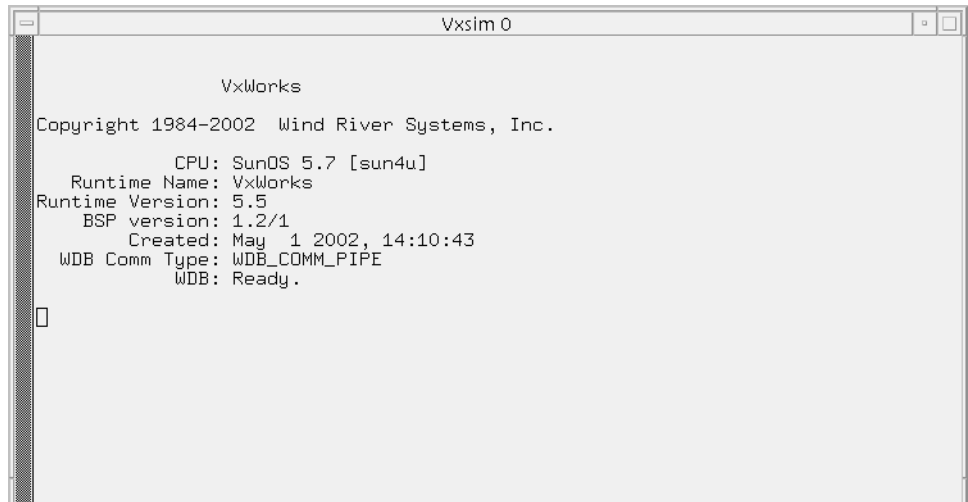 Vxsim 0
VxWorks
Copyright 1984-2002  Wind River Systems, Inc.
CPU: SunOS 5.7 [sun4u]
Runtime Name: VxWorks
Runtime Version: 5.5
BSP version: 1.2/1
Created: May  1 2002, 14:10:43
WDB Comm Type: WDB_COMM_PIPE
WDB: Ready.